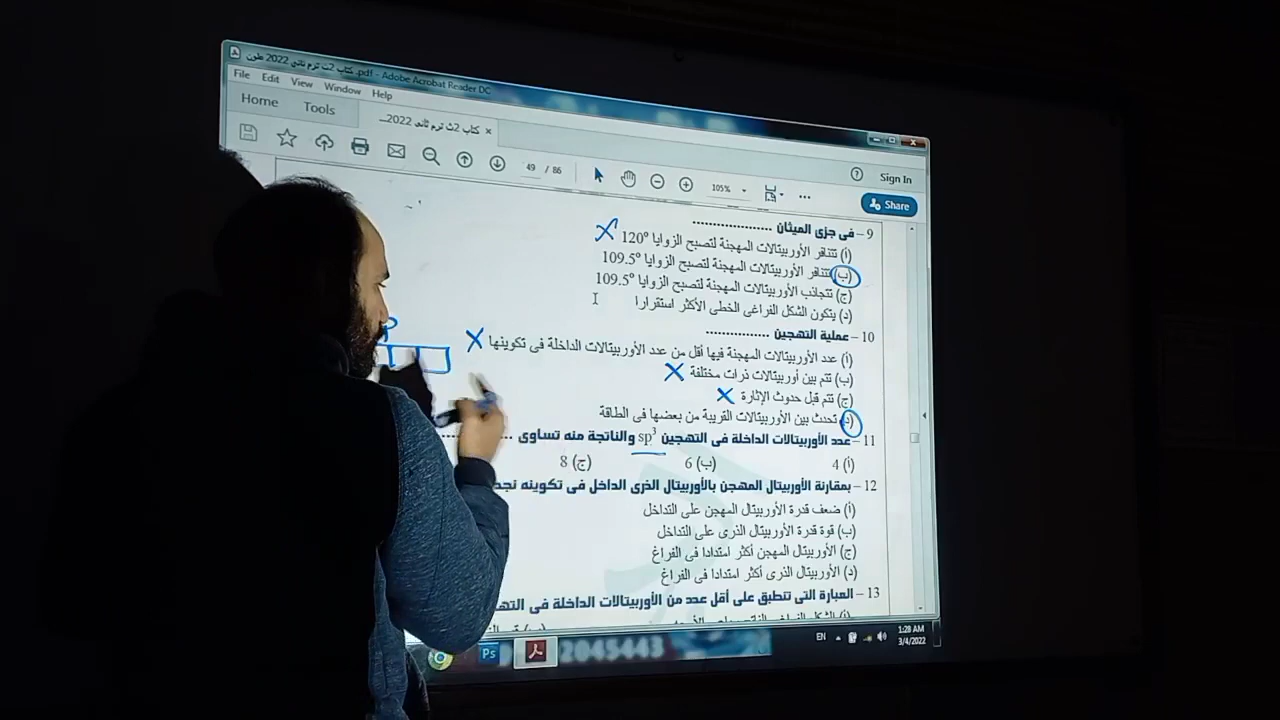 كتاب 2ث ترم ثاني 2022 ملون .pdf - Adobe Acrobat Reader DC
File Edit View Window Help
Home Tools
كتاب 2ث ترم ثاني 2022... ×
49 / 86
105%
Sign In
Share
9 – فى جزئ الميثان ...................
(أ) تتنافر الأوربيتالات المهجنة لتصبح الزوايا 120°
(ب) تتنافر الأوربيتالات المهجنة لتصبح الزوايا 109.5°
(ج) تتجانب الأوربيتالات المهجنة لتصبح الزوايا 109.5°
(د) يتكون الشكل الفراغى الخطى الأكثر استقرارا
10 – عملية التهجين ...............
(أ) عدد الأوربيتالات المهجنة فيها أقل من عدد الأوربيتالات الداخلة فى تكوينها
(ب) تتم بين أوربيتالات ذرات مختلفة
(ج) تتم قبل حدوث الإثارة
(د) تحدث بين الأوربيتالات القريبة من بعضها فى الطاقة
11 – عدد الأوربيتالات الداخلة فى التهجين sp³ والناتجة منه تساوى ...............
(أ) 4 (ب) 6 (ج) 8
12 – بمقارنة الأوربيتال المهجن بالأوربيتال الذرى الداخل فى تكوينه نجد
(أ) ضعف قدرة الأوربيتال المهجن على التداخل
(ب) قوة قدرة الأوربيتال الذرى على التداخل
(ج) الأوربيتال المهجن أكثر امتدادا فى الفراغ
(د) الأوربيتال الذرى أكثر امتدادا فى الفراغ
13 – العبارة التى تنطبق على أقل عدد من الأوربيتالات الداخلة فى
EN
1:28 AM
3/4/2022
Ps
2045443